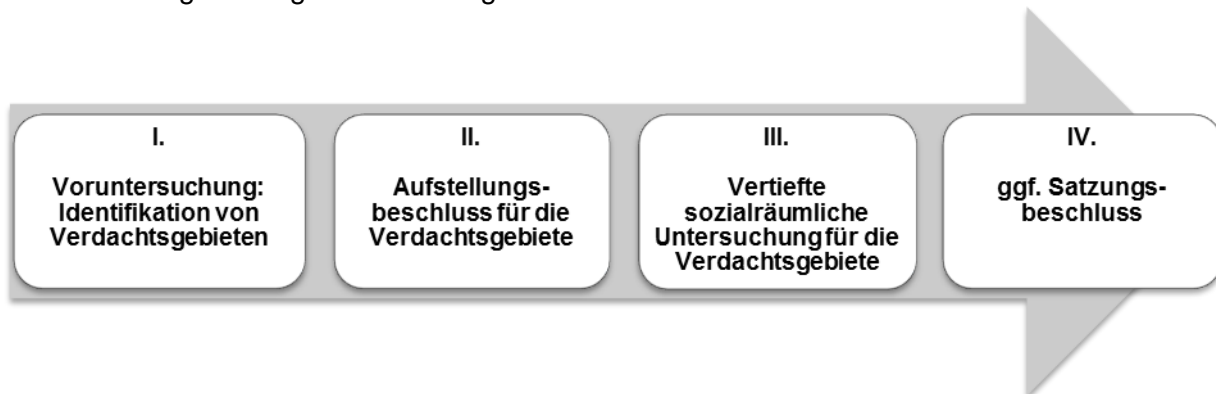 I.
Voruntersuchung:
Identifikation von
Verdachtsgebieten
II.
Aufstellungs-
beschluss für die
Verdachtsgebiete
III.
Vertiefte
sozialräumliche
Untersuchung für die
Verdachtsgebiete
IV.
ggf. Satzungs-
beschluss